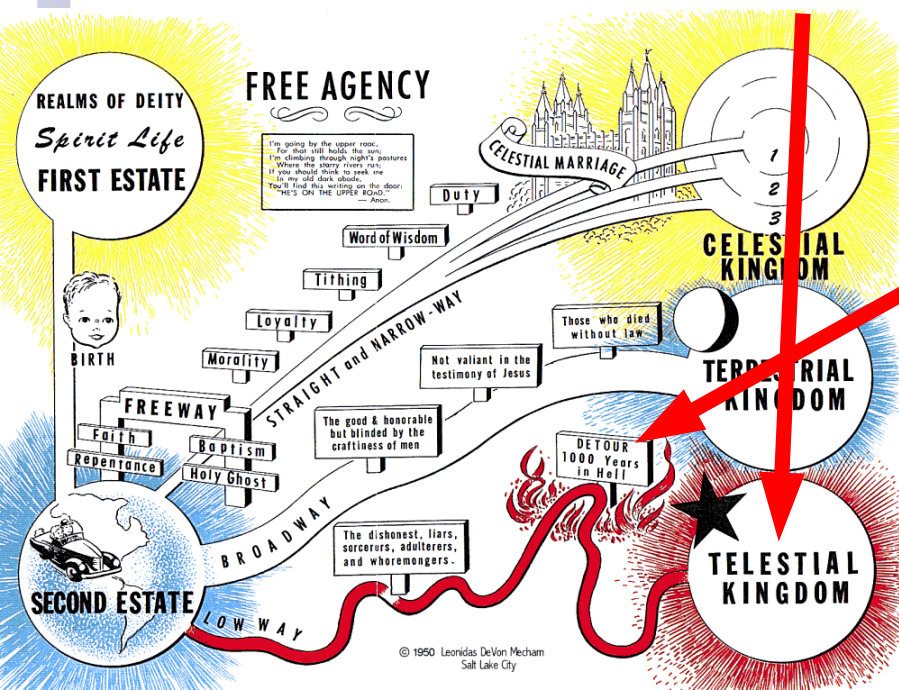 REALMS OF DEITY
Spirit Life
FIRST ESTATE
FREE AGENCY
I'm going by the upper road,
For that still holds the sun;
I'm climbing through night's pastures
Where the starry rivers run;
If you should think to seek me
In my old dark abode,
You'll find this writing on the door:
"HE'S ON THE UPPER ROAD."
— Anon.
CELESTIAL MARRIAGE
1
2
3
CELESTIAL
KINGDOM
Duty
Word of Wisdom
Tithing
Loyalty
Morality
STRAIGHT and NARROW-WAY
BIRTH
FREEWAY
Faith
Repentance
Baptism
Holy Ghost
Those who died
without law
Not valiant in the
testimony of Jesus
The good & honorable
but blinded by the
craftiness of men
TERRESTRIAL
KINGDOM
BROADWAY
DETOUR
1000 Years
in Hell
The dishonest, liars,
sorcerurs, adulterers,
and whoremongers.
SECOND ESTATE
LOW WAY
TELESTIAL
KINGDOM
© 1950 Leonidas DeVon Mecham
Salt Lake City